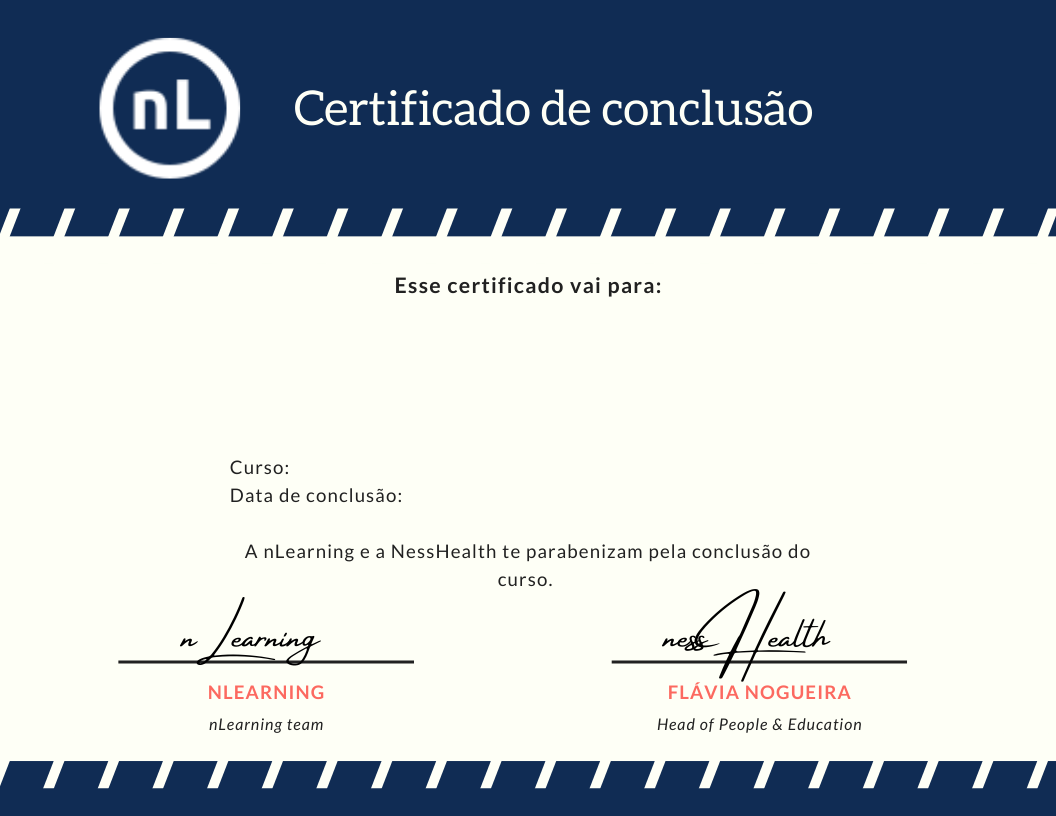 nL
Certificado de conclusão
Esse certificado vai para:
Curso:
Data de conclusão:
A nLearning e a NessHealth te parabenizam pela conclusão do
curso.
n Learning
ness Health
NLEARNING
FLÁVIA NOGUEIRA
nLearning team
Head of People & Education